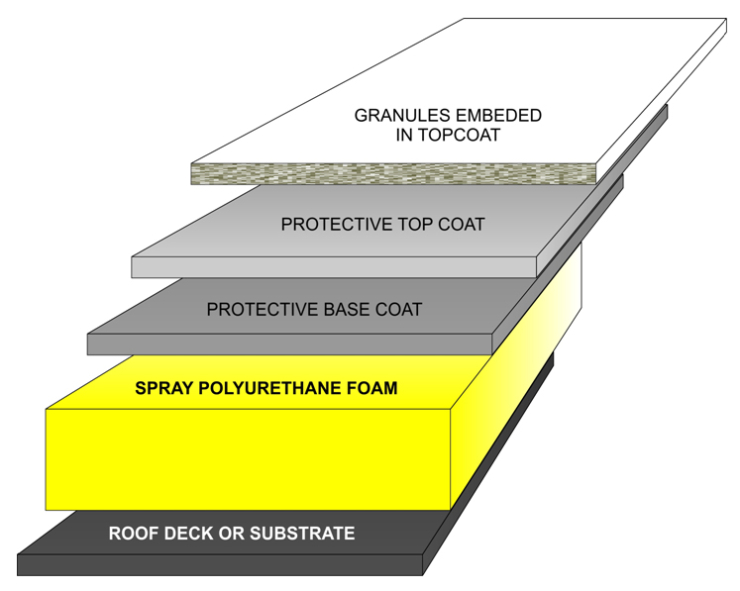 GRANULES EMBEDED
IN TOPCOAT
PROTECTIVE TOP COAT
PROTECTIVE BASE COAT
SPRAY POLYURETHANE FOAM
ROOF DECK OR SUBSTRATE